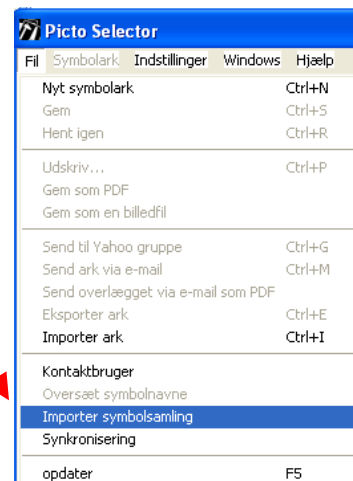 Picto Selector
Fil Symbolark Indstillinger Windows Hjælp
Nyt symbolark Ctrl+N
Gem Ctrl+S
Hent igen Ctrl+R
Udskriv... Ctrl+P
Gem som PDF
Gem som en billedfil
Send til Yahoo gruppe Ctrl+G
Send ark via e-mail Ctrl+M
Send overlægget via e-mail som PDF
Eksporter ark Ctrl+E
Importer ark Ctrl+I
Kontaktbruger
Oversæt symbolnavne
Importer symbolsamling
Synkronisering
opdater F5